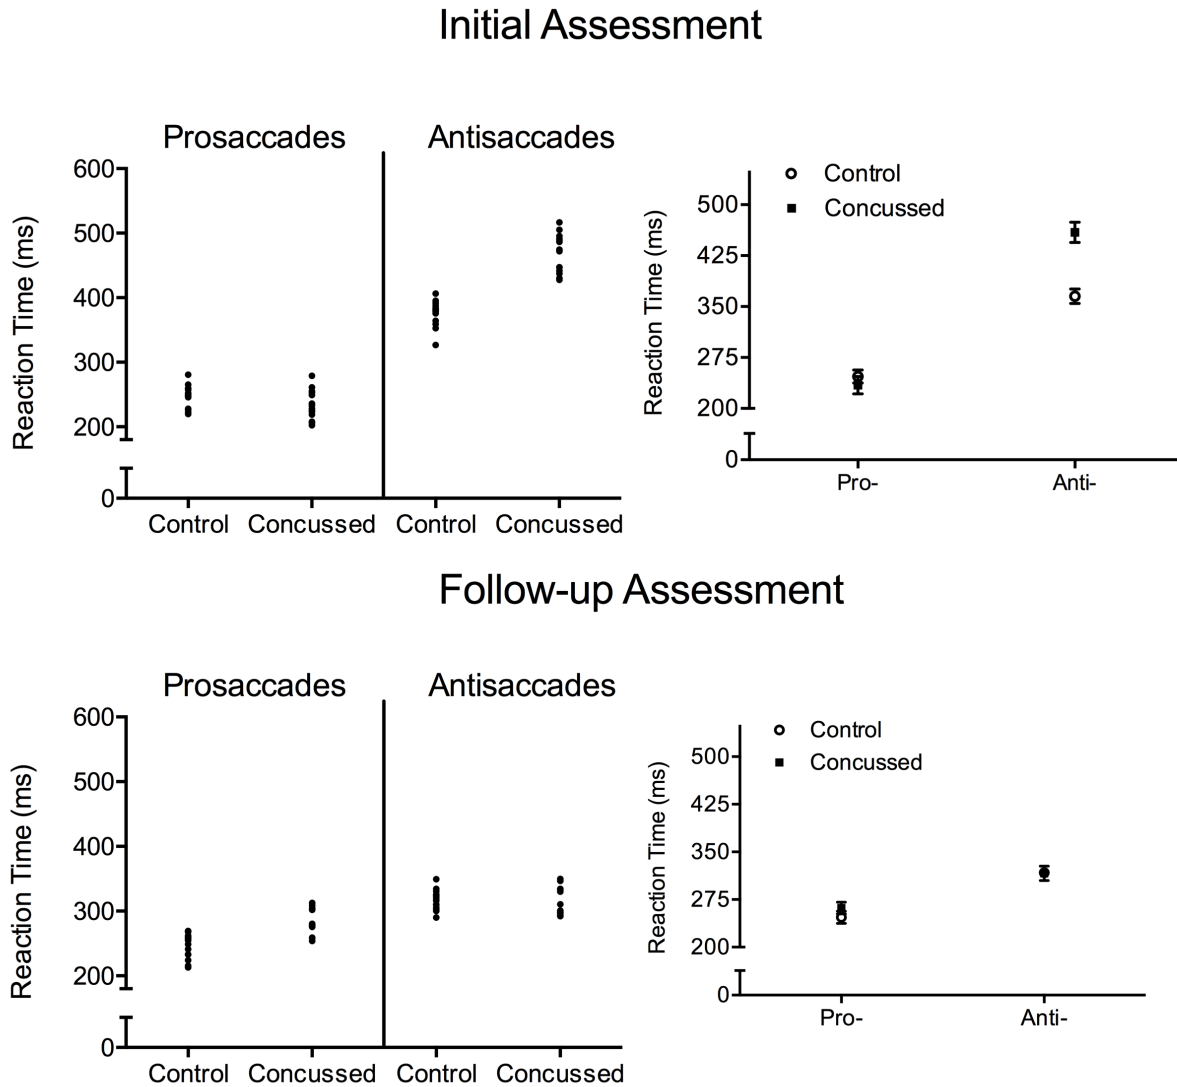 Initial Assessment
Prosaccades Antisaccades
Reaction Time (ms)
600
500
400
300
200
0
Control Concussed Control Concussed
Control
Concussed
Reaction Time (ms)
500
425
350
275
200
0
Pro- Anti-
Follow-up Assessment
Prosaccades Antisaccades
Reaction Time (ms)
600
500
400
300
200
0
Control Concussed Control Concussed
Control
Concussed
Reaction Time (ms)
500
425
350
275
200
0
Pro- Anti-